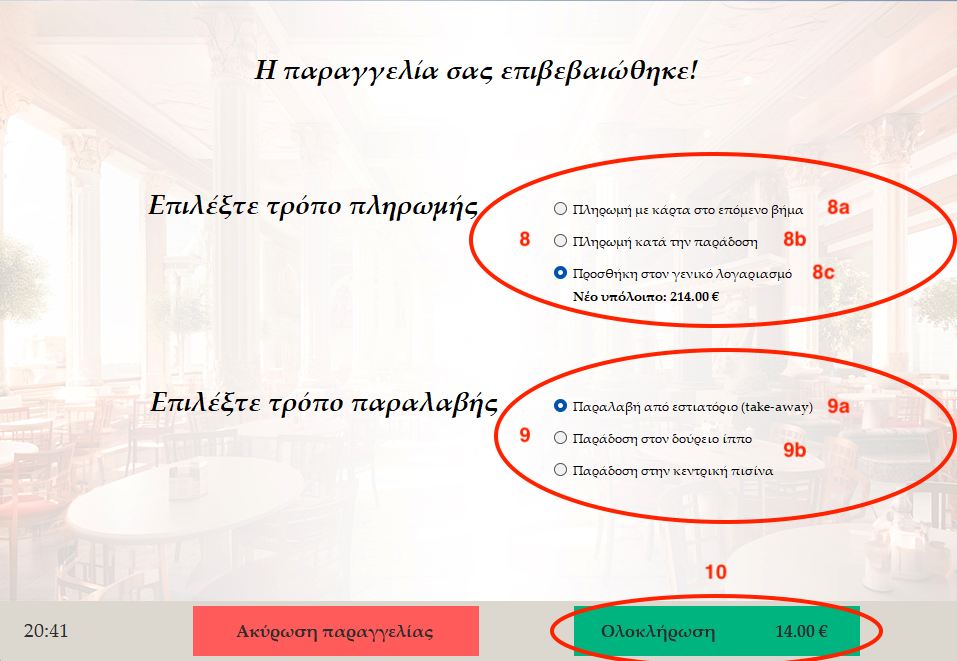 Η παραγγελία σας επιβεβαιώθηκε!
Επιλέξτε τρόπο πληρωμής
8
Πληρωμή με κάρτα στο επόμενο βήμα 8a
Πληρωμή κατά την παράδοση 8b
Προσθήκη στον γενικό λογαριασμό 8c
Νέο υπόλοιπο: 214.00 €
Επιλέξτε τρόπο παραλαβής
9
Παραλαβή από εστιατόριο (take-away) 9a
Παράδοση στον δούρειο ίππο
9b
Παράδοση στην κεντρική πισίνα
10
20:41 Ακύρωση παραγγελίας Ολοκλήρωση 14.00 €